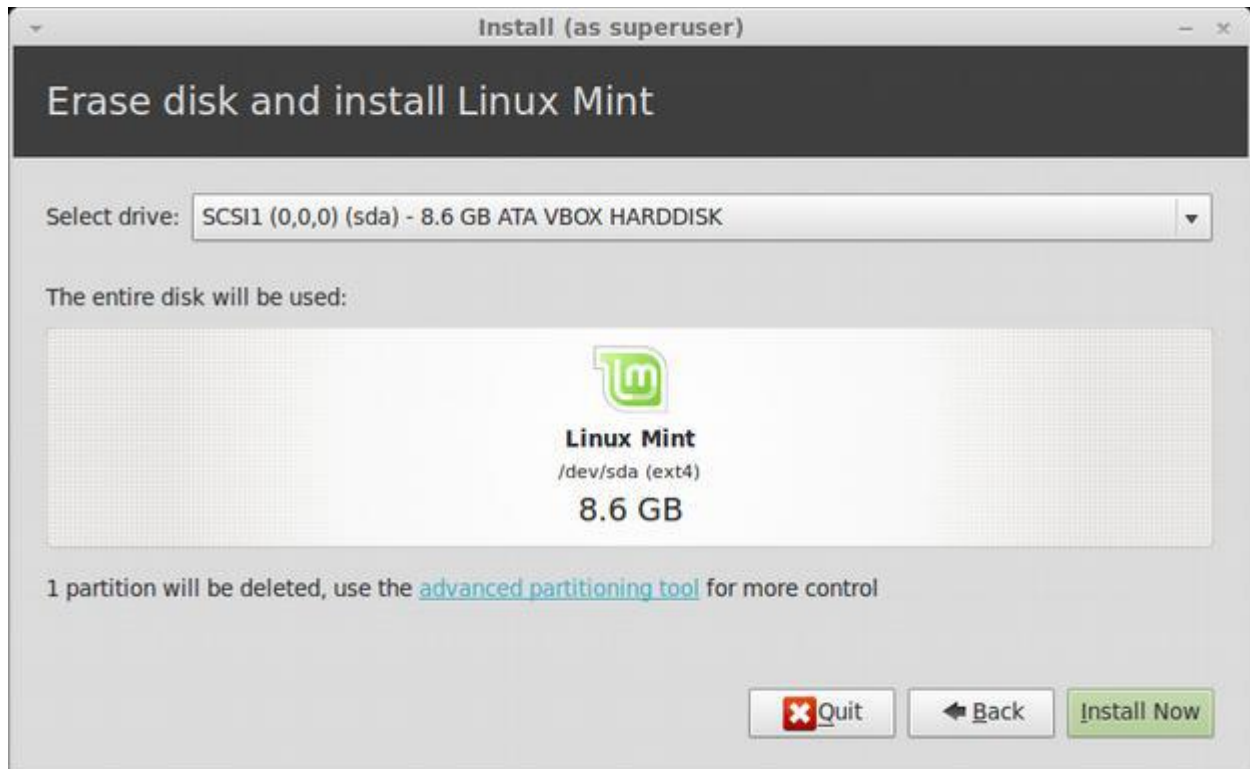 Install (as superuser)
Erase disk and install Linux Mint
Select drive: SCSI1 (0,0,0) (sda) - 8.6 GB ATA VBOX HARDDISK
The entire disk will be used:
Linux Mint
/dev/sda (ext4)
8.6 GB
1 partition will be deleted, use the advanced partitioning tool for more control
Quit Back Install Now